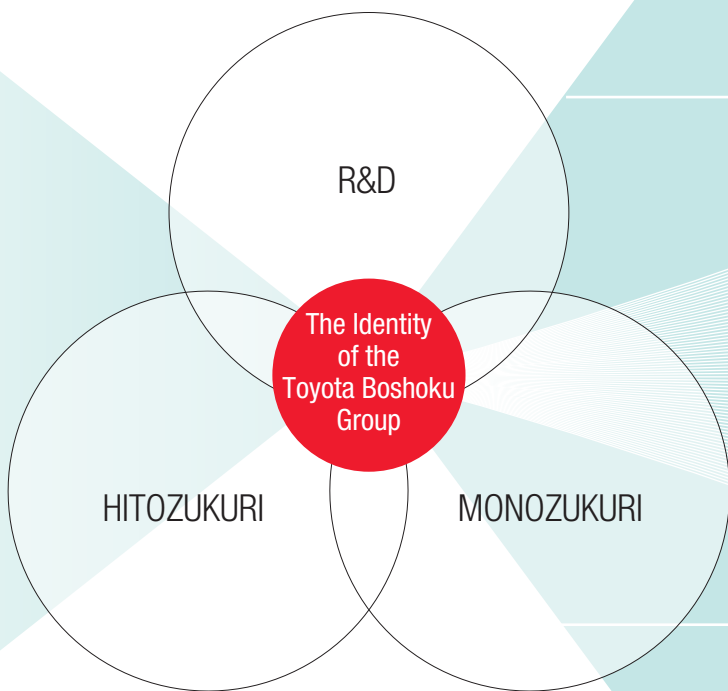 R&D
The Identity
of the
Toyota Boshoku
Group
HITOZUKURI
MONOZUKURI